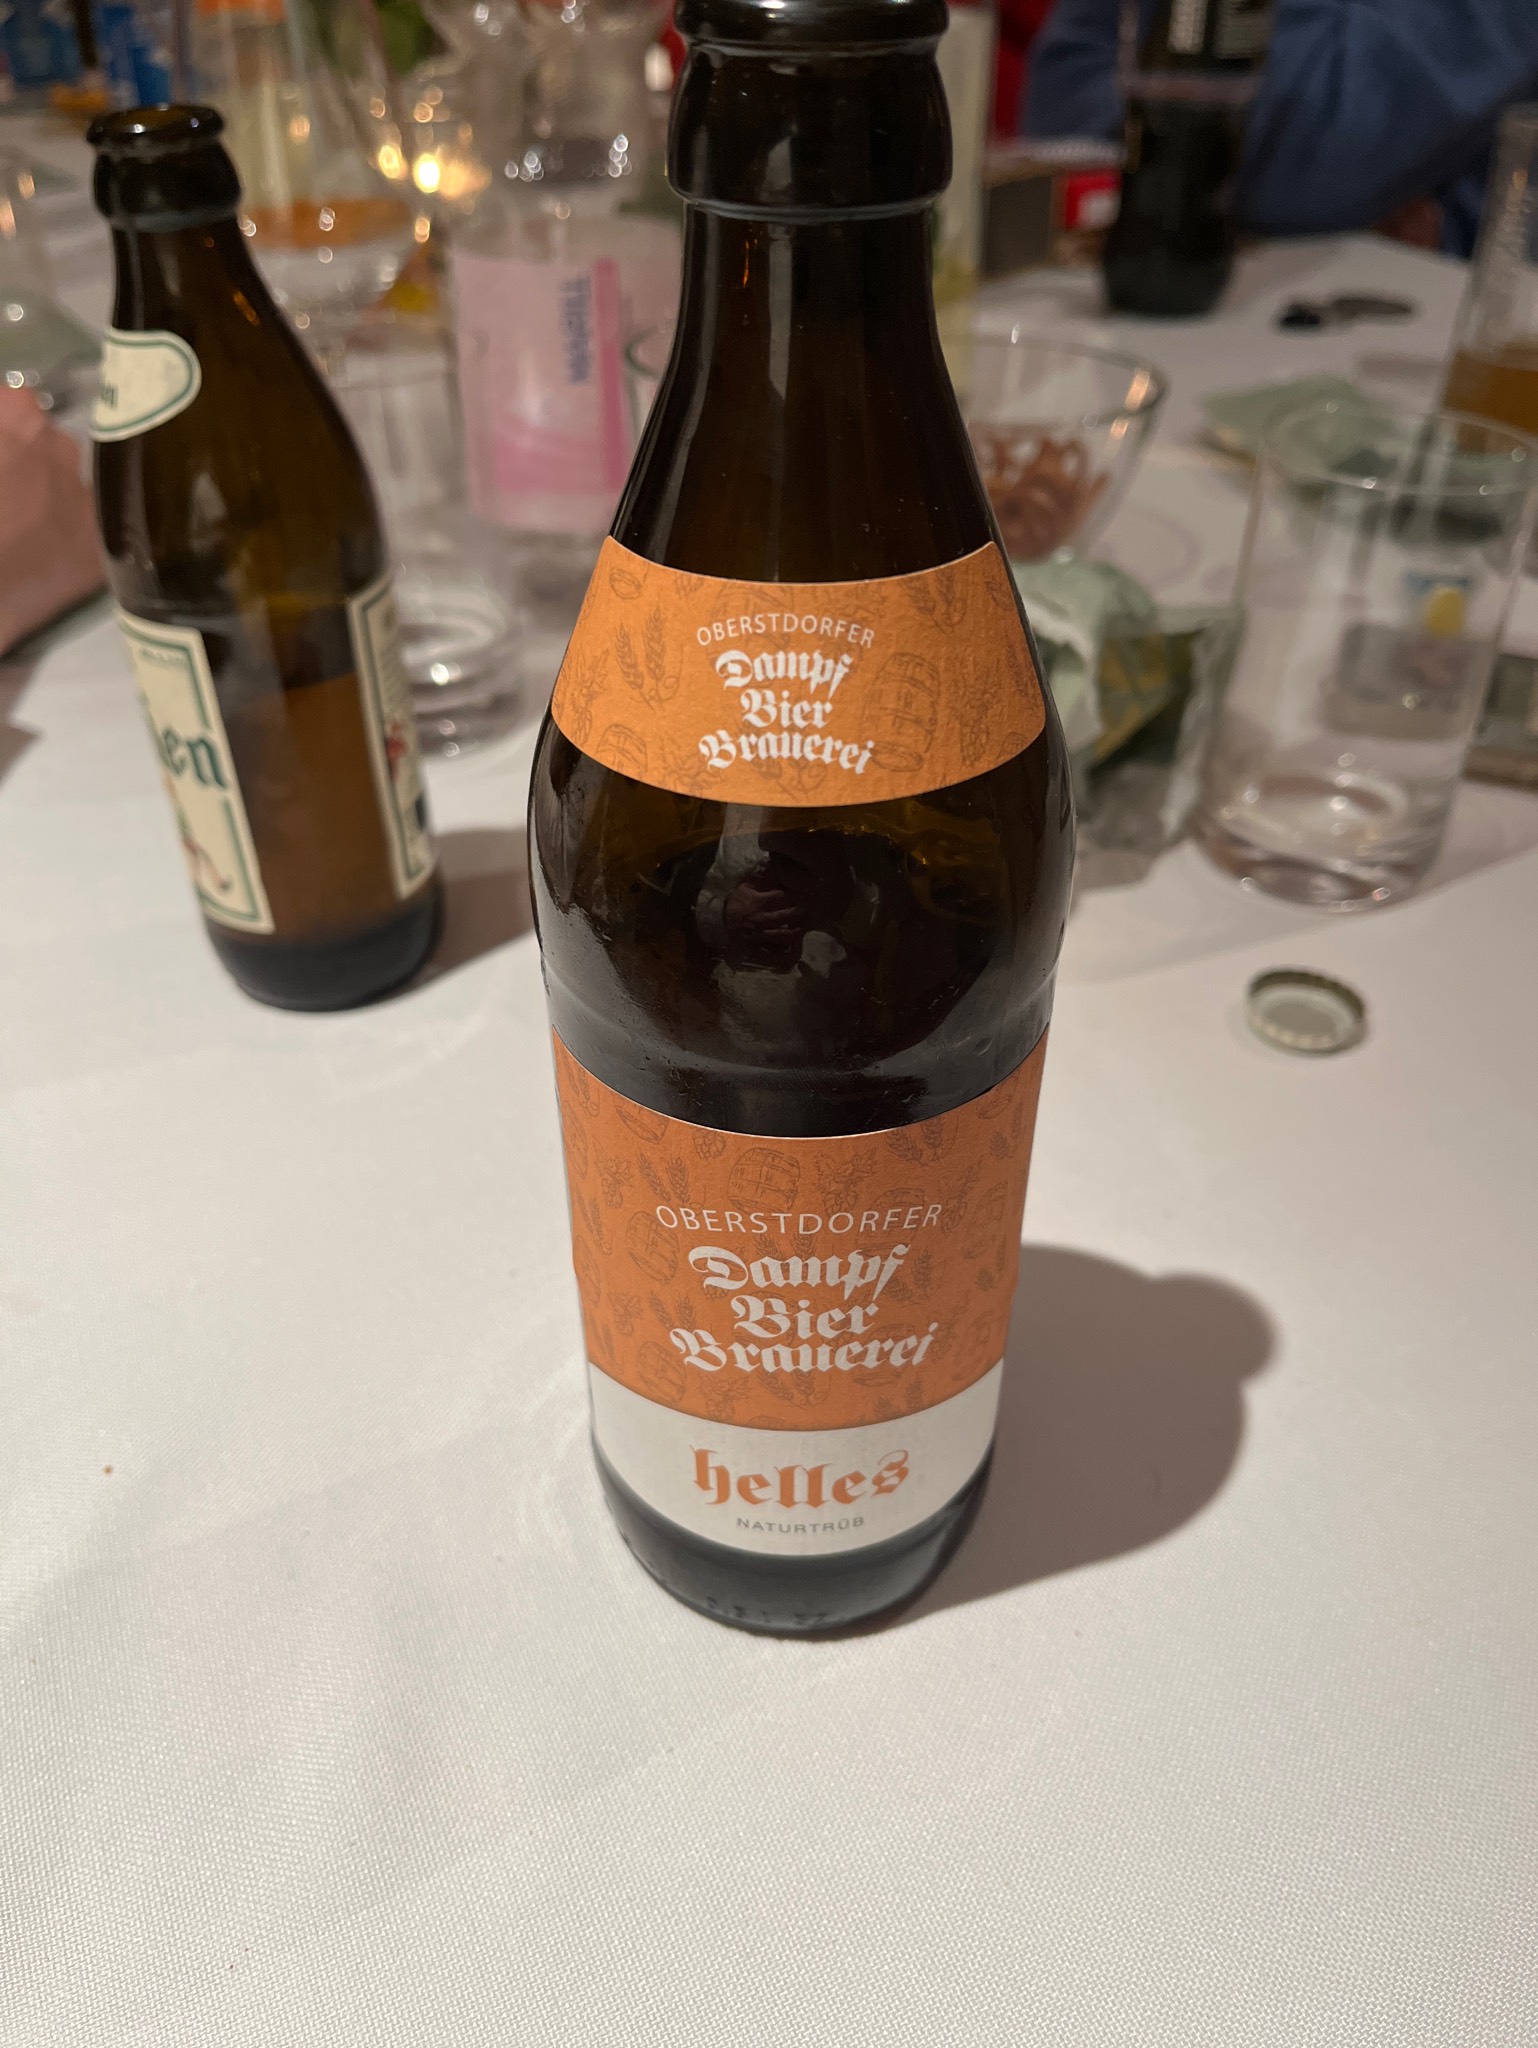 OBERSTDORFER
Dampf
Bier
Brauerei
OBERSTDORFER
Dampf
Bier
Brauerei
helles
NATURTRÜB